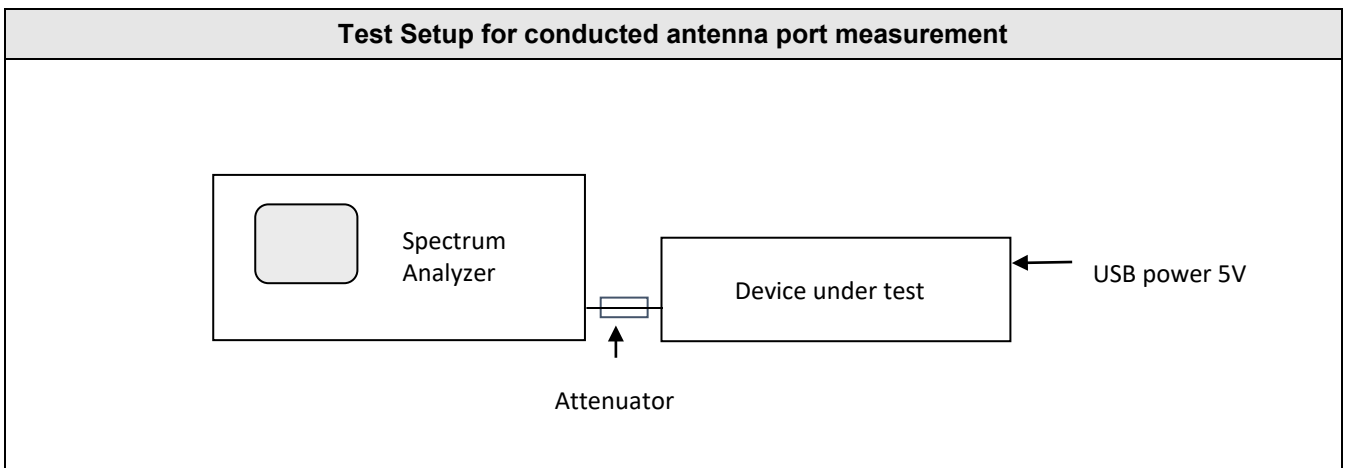 Test Setup for conducted antenna port measurement
Spectrum
Analyzer
Device under test
USB power 5V
Attenuator